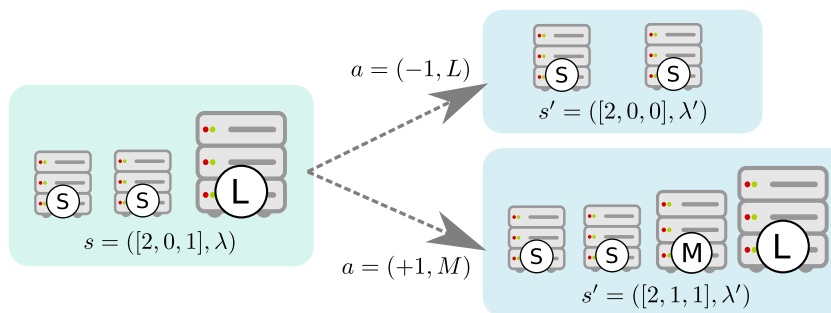 S S L
s = ([2, 0, 1], λ)
a = (−1, L)
S S
s′ = ([2, 0, 0], λ′)
a = (+1, M)
S S M L
s′ = ([2, 1, 1], λ′)